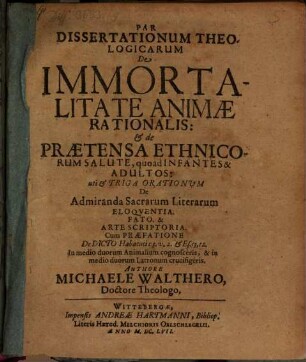 PAR
DISSERTATIONUM THEO-
LOGICARUM
De
IMMORTA-
LITATE ANIMÆ
RATIONALIS:
& de
PRÆTENSA ETHNICO-
RUM SALUTE, quoad INFANTES &
ADULTOS:
uti & TRIGA ORATIONUM
De
Admiranda Sacrarum Literarum
ELOQVENTIA.
FATO. &
ARTE SCRIPTORIA.
Cum PRÆFATIONE
De DICTO Habacuci
In medio duorum Animalium cognosceris, & in
medio duorum Latronum crucifigeris.
AUTHORE
MICHAELE WALTHERO,
Doctore Theologo,
WITTEBERGÆ,
Impensis ANDREÆ HARTMANNI, Bibliop.
Literis Hæred. MELCHIORIS OELSCHLEGELII.
ANNO M. DC. LVII.